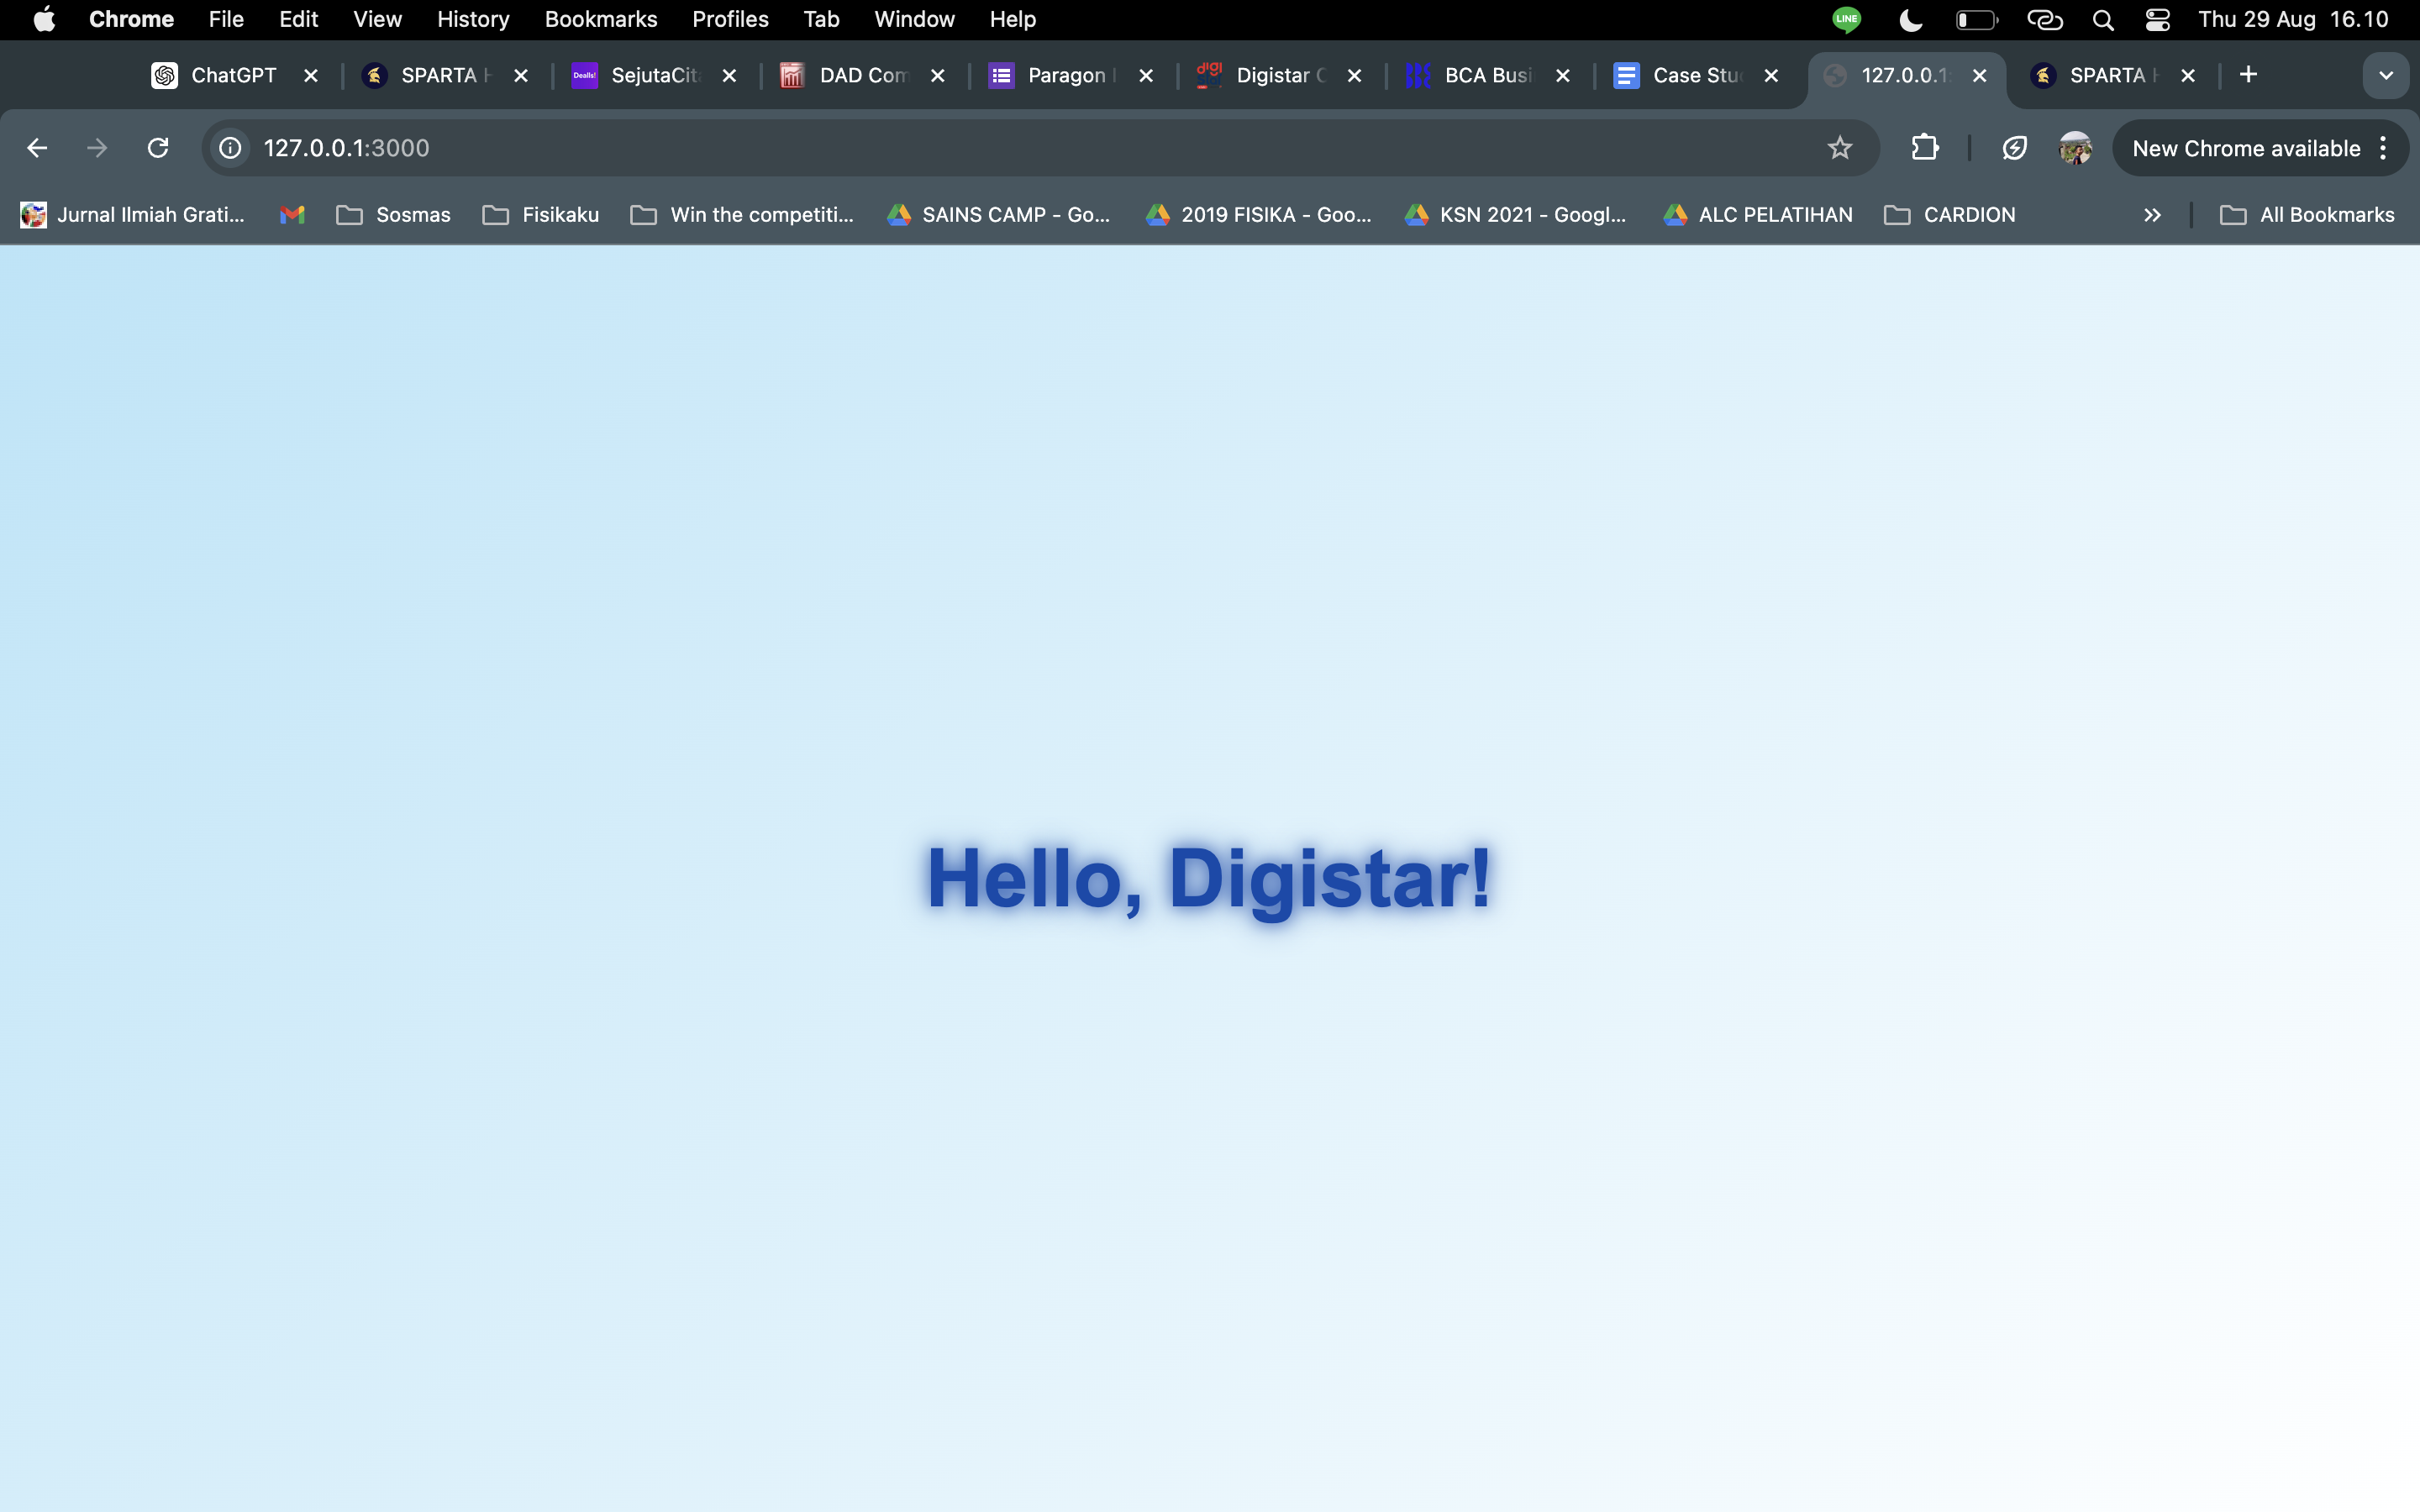 Chrome File Edit View History Bookmarks Profiles Tab Window Help LINE Thu 29 Aug 16.10
ChatGPT SPARTA Dealls! SejutaCit DAD Com Paragon digi Digistar C BCA Busi Case Stu 127.0.0.1: SPARTA
127.0.0.1:3000 New Chrome available
Jurnal Ilmiah Grati... Sosmas Fisikaku Win the competiti... SAINS CAMP - Go... 2019 FISIKA - Goo... KSN 2021 - Googl... ALC PELATIHAN CARDION All Bookmarks
Hello, Digistar!